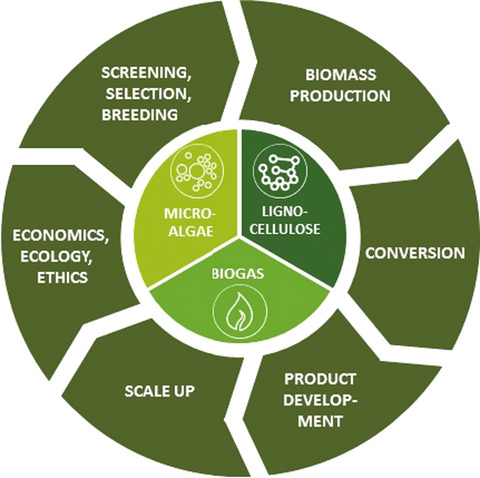 SCREENING,
SELECTION,
BREEDING
BIOMASS
PRODUCTION
CONVERSION
PRODUCT
DEVELOP-
MENT
SCALE UP
ECONOMICS,
ECOLOGY,
ETHICS
MICRO-
ALGAE
LIGNO-
CELLULOSE
BIOGAS